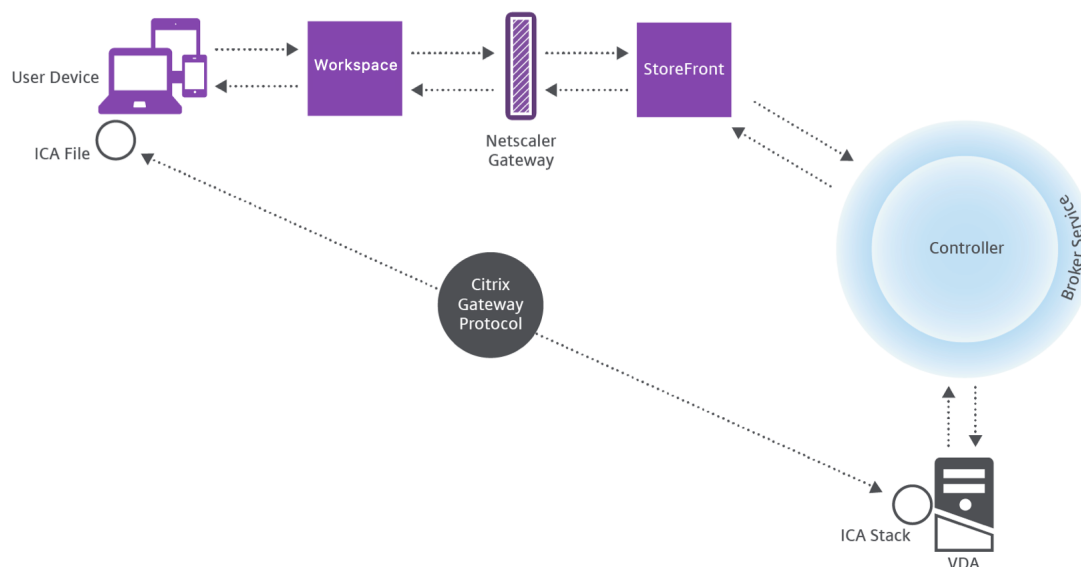 User Device
Workspace
StoreFront
Netscaler
Gateway
ICA File
Controller
Broker Service
Citrix
Gateway
Protocol
ICA Stack
VDA